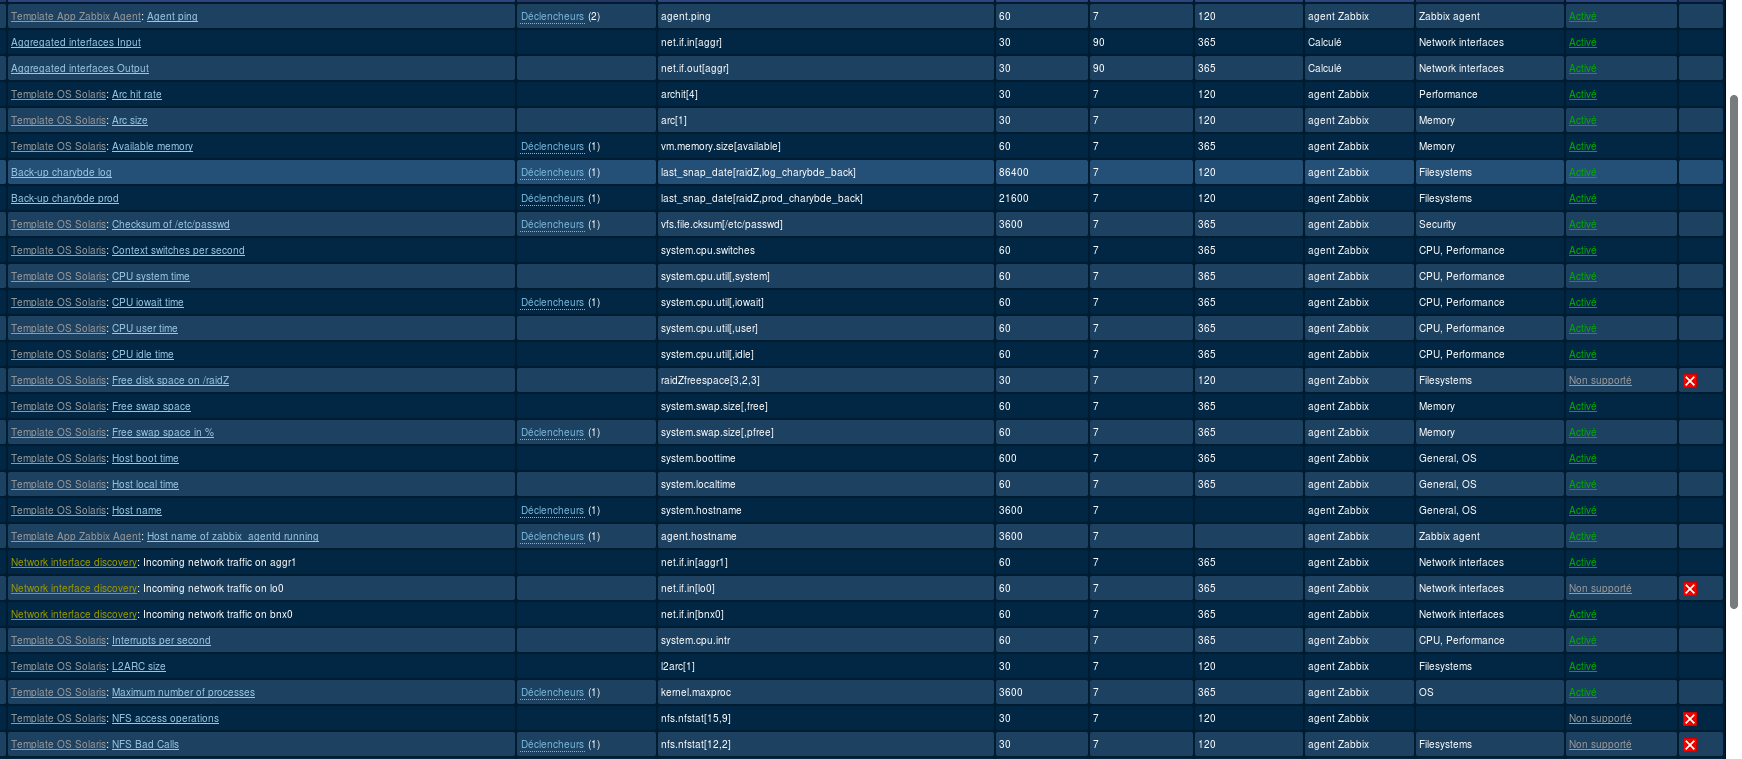 Template App Zabbix Agent: Agent ping Déclencheurs (2) agent.ping 60 7 120 agent Zabbix Zabbix agent Activé
Aggregated interfaces Input net.if.in[aggr] 30 90 365 Calculé Network interfaces Activé
Aggregated interfaces Output net.if.out[aggr] 30 90 365 Calculé Network interfaces Activé
Template OS Solaris: Arc hit rate archit[4] 30 7 120 agent Zabbix Performance Activé
Template OS Solaris: Arc size arc[1] 30 7 120 agent Zabbix Memory Activé
Template OS Solaris: Available memory Déclencheurs (1) vm.memory.size[available] 60 7 365 agent Zabbix Memory Activé
Back-up charybde log Déclencheurs (1) last_snap_date[raidZ,log_charybde_back] 86400 7 120 agent Zabbix Filesystems Activé
Back-up charybde prod Déclencheurs (1) last_snap_date[raidZ,prod_charybde_back] 21600 7 120 agent Zabbix Filesystems Activé
Template OS Solaris: Checksum of /etc/passwd Déclencheurs (1) vfs.file.cksum[/etc/passwd] 3600 7 365 agent Zabbix Security Activé
Template OS Solaris: Context switches per second system.cpu.switches 60 7 365 agent Zabbix CPU, Performance Activé
Template OS Solaris: CPU system time system.cpu.util[,system] 60 7 365 agent Zabbix CPU, Performance Activé
Template OS Solaris: CPU iowait time Déclencheurs (1) system.cpu.util[,iowait] 60 7 365 agent Zabbix CPU, Performance Activé
Template OS Solaris: CPU user time system.cpu.util[,user] 60 7 365 agent Zabbix CPU, Performance Activé
Template OS Solaris: CPU idle time system.cpu.util[,idle] 60 7 365 agent Zabbix CPU, Performance Activé
Template OS Solaris: Free disk space on /raidZ raidZfreespace[3,2,3] 30 7 120 agent Zabbix Filesystems Non supporté
Template OS Solaris: Free swap space system.swap.size[,free] 60 7 365 agent Zabbix Memory Activé
Template OS Solaris: Free swap space in % Déclencheurs (1) system.swap.size[,pfree] 60 7 365 agent Zabbix Memory Activé
Template OS Solaris: Host boot time system.boottime 600 7 365 agent Zabbix General, OS Activé
Template OS Solaris: Host local time system.localtime 60 7 365 agent Zabbix General, OS Activé
Template OS Solaris: Host name Déclencheurs (1) system.hostname 3600 7 agent Zabbix General, OS Activé
Template App Zabbix Agent: Host name of zabbix_agentd running Déclencheurs (1) agent.hostname 3600 7 agent Zabbix Zabbix agent Activé
Network interface discovery: Incoming network traffic on aggr1 net.if.in[aggr1] 60 7 365 agent Zabbix Network interfaces Activé
Network interface discovery: Incoming network traffic on lo0 net.if.in[lo0] 60 7 365 agent Zabbix Network interfaces Non supporté
Network interface discovery: Incoming network traffic on bnx0 net.if.in[bnx0] 60 7 365 agent Zabbix Network interfaces Activé
Template OS Solaris: Interrupts per second system.cpu.intr 60 7 365 agent Zabbix CPU, Performance Activé
Template OS Solaris: L2ARC size l2arc[1] 30 7 120 agent Zabbix Filesystems Activé
Template OS Solaris: Maximum number of processes Déclencheurs (1) kernel.maxproc 3600 7 365 agent Zabbix OS Activé
Template OS Solaris: NFS access operations nfs.nfstat[15,9] 30 7 120 agent Zabbix Non supporté
Template OS Solaris: NFS Bad Calls Déclencheurs (1) nfs.nfstat[12,2] 30 7 120 agent Zabbix Filesystems Non supporté